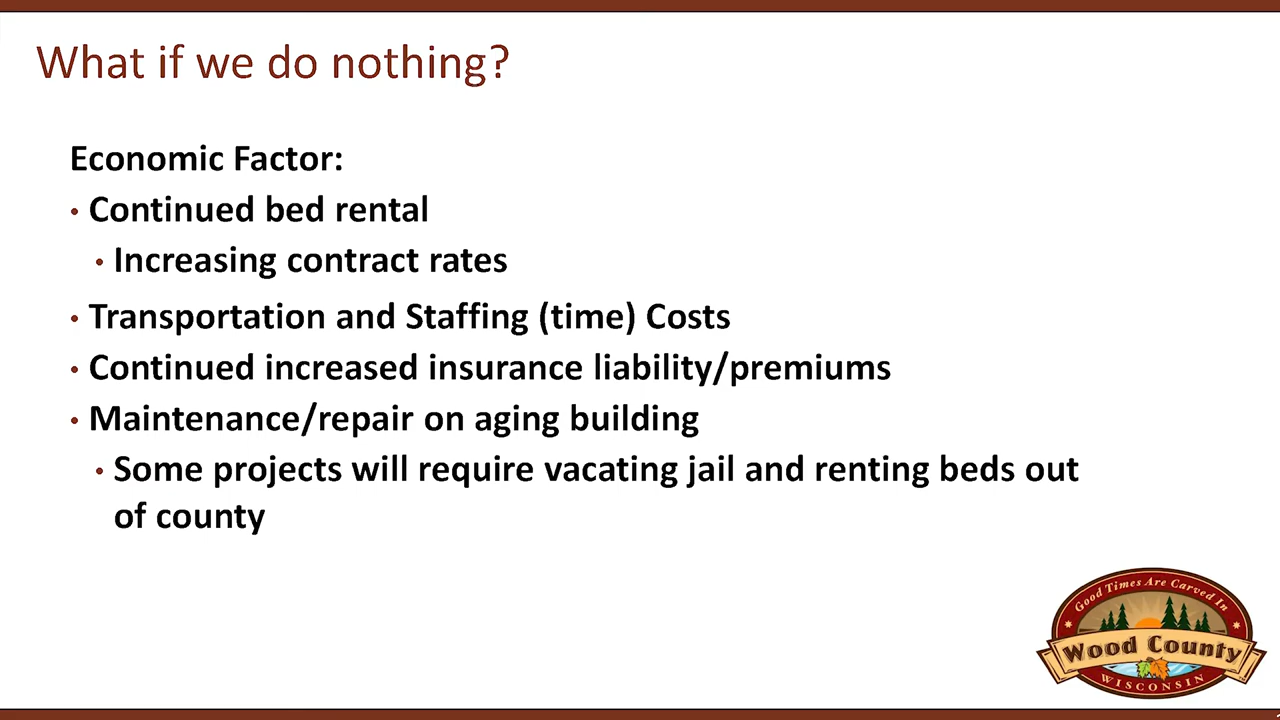 What if we do nothing?
Economic Factor:
• Continued bed rental
• Increasing contract rates
• Transportation and Staffing (time) Costs
• Continued increased insurance liability/premiums
• Maintenance/repair on aging building
• Some projects will require vacating jail and renting beds out
of county
Good Times Are Carved In
Wood County
WISCONSIN